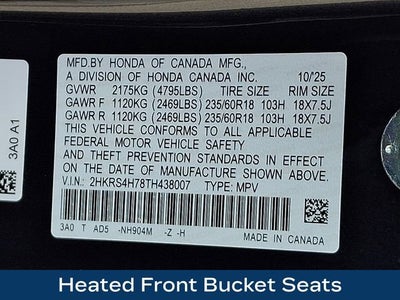 MFD.BY HONDA OF CANADA MFG.,
A DIVISION OF HONDA CANADA INC. 10/'25
GVWR 2175KG (4795LBS) TIRE SIZE RIM SIZE
GAWR F 1120KG (2469LBS) 235/60R18 103H 18X7.5J
GAWR R 1120KG (2469LBS) 235/60R18 103H 18X7.5J
THIS VEHICLE CONFORMS TO ALL APPLICABLE
FEDERAL MOTOR VEHICLE SAFETY
AND THEFT PREVENTION STANDARDS IN EFFECT
ON THE DATE OF MANUFACTURE SHOWN ABOVE.
V.I.N.: 2HKRS4H78TH438007 TYPE: MPV
3A0 T AD5 -NH904M -Z -H MADE IN CANADA
3A0 A1
Heated Front Bucket Seats